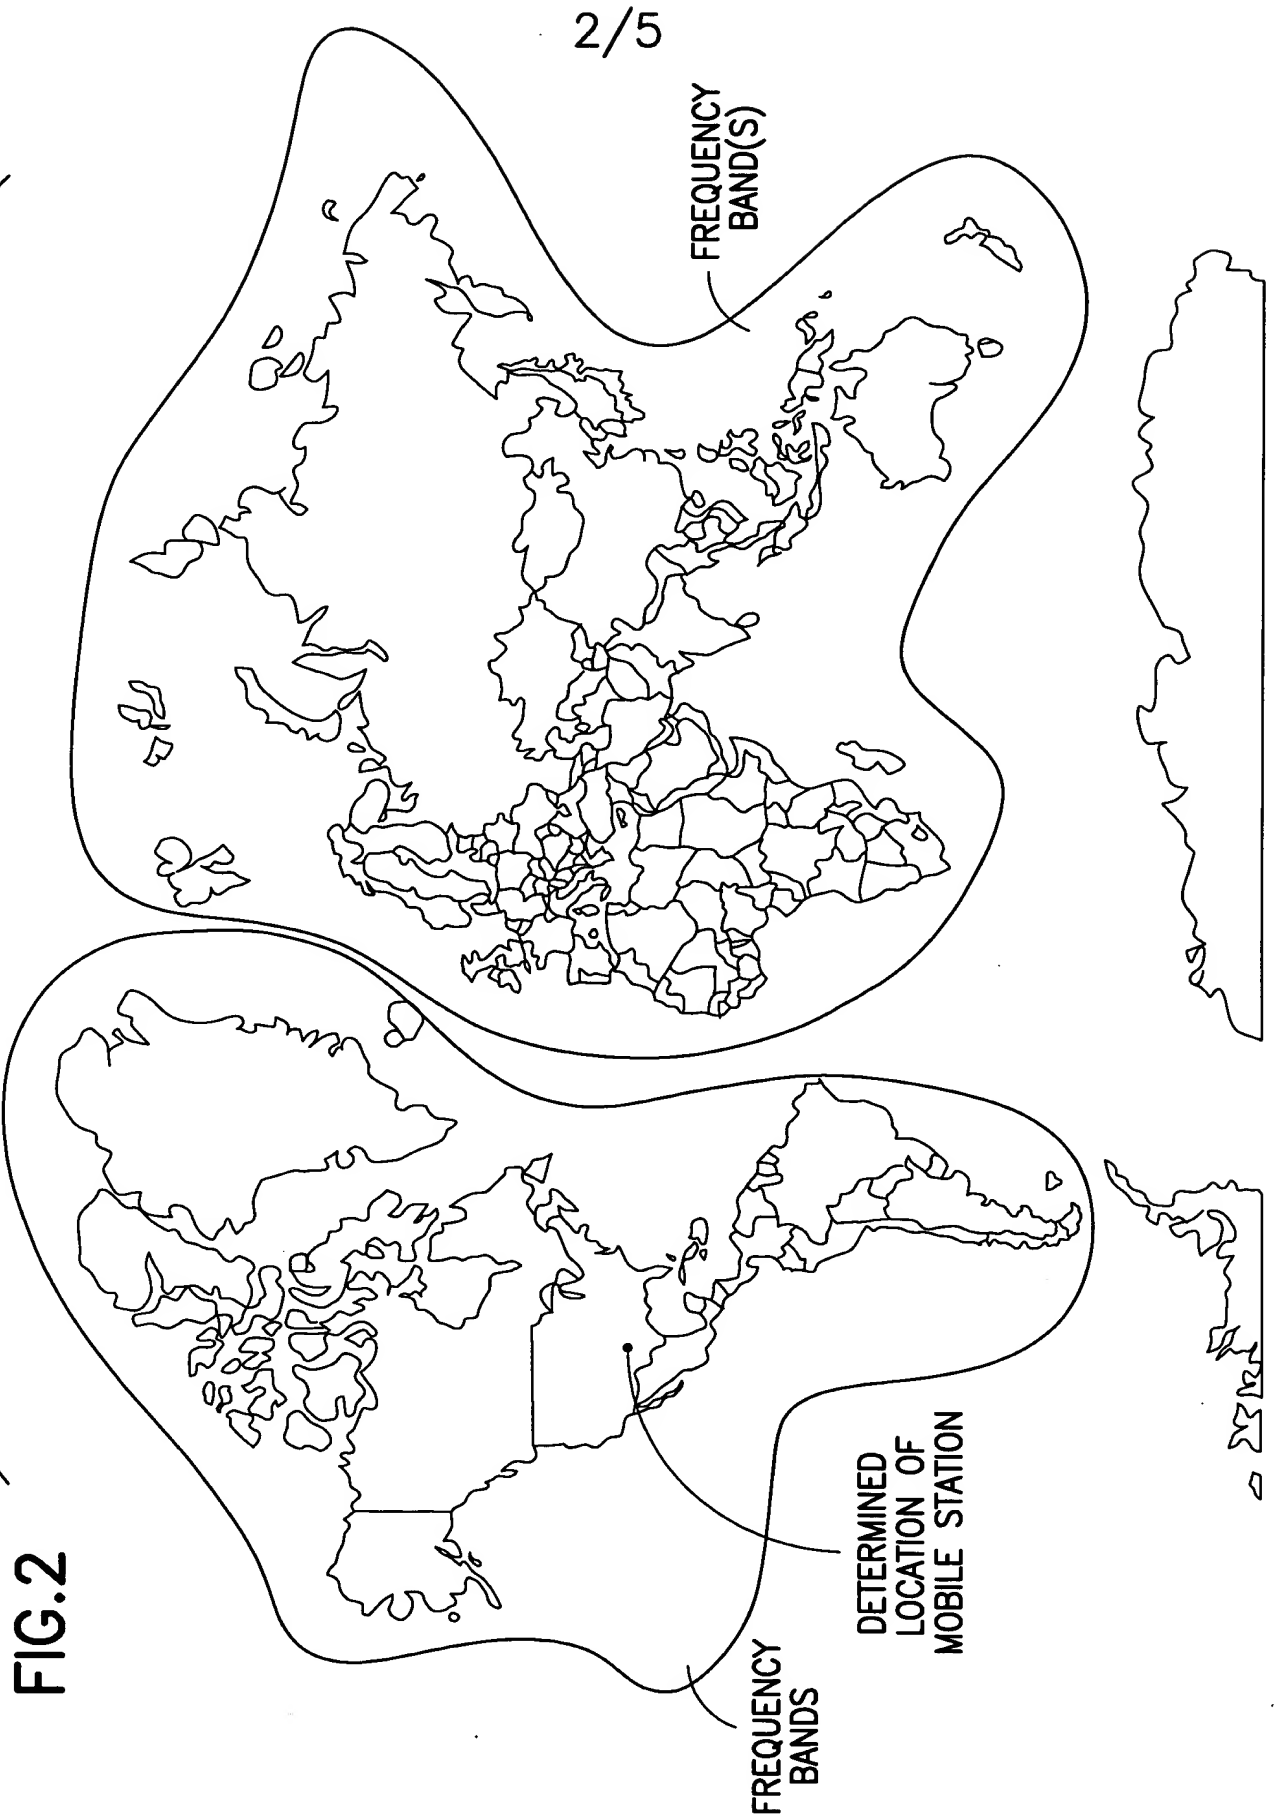 2/5
FIG.2
FREQUENCY
BAND(S)
DETERMINED
LOCATION OF
MOBILE STATION
FREQUENCY
BANDS